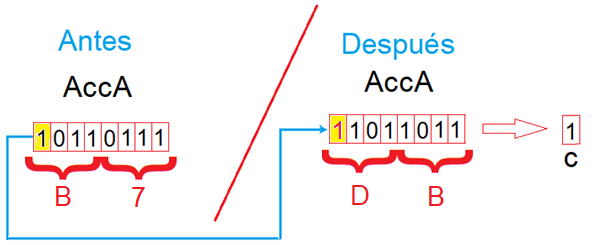 Antes
AccA
10110111
B 7
Después
AccA
11011011
D B
1
C